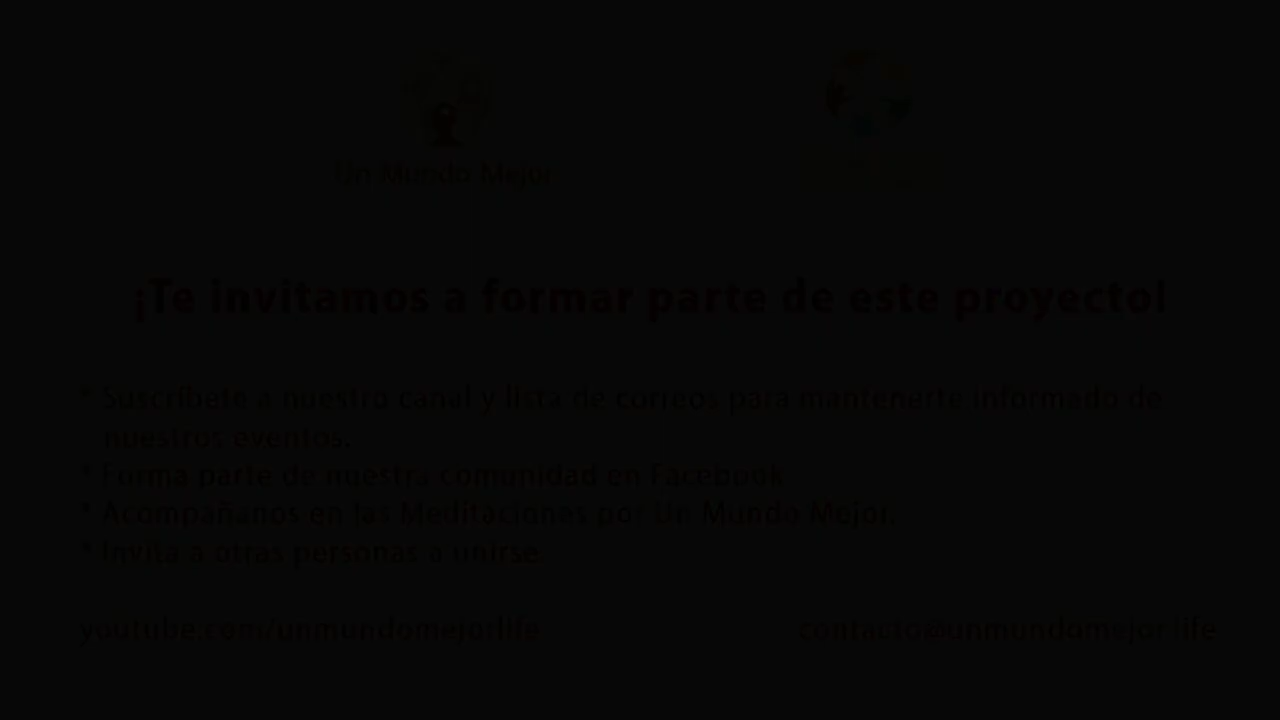 Un Mundo Mejor
¡Te invitamos a formar parte de este proyecto!
* Suscríbete a nuestro canal y lista de correos para mantenerte informado de
nuestros eventos.
* Forma parte de nuestra comunidad en Facebook
* Acompañanos en las Meditaciones por Un Mundo Mejor.
* Invita a otras personas a unirse.
youtube.com/unmundomejorlife
contacto@unmundomejor.life